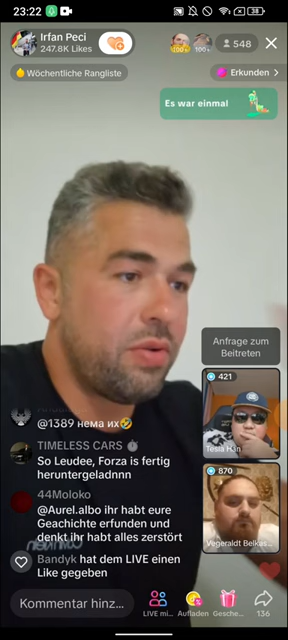 23:22
38
Irfan Peci
247.8K Likes
100+
100+
548
Wöchentliche Rangliste
Erkunden >
Es war einmal
Anfrage zum
Beitreten
421
Tesla Han
870
Vegeraldt Belkas...
@1389 нема их🤣
TIMELESS CARS ⏱
So Leudee, Forza is fertig
heruntergeladnnn
44Moloko
@Aurel.albo ihr habt eure
Geachichte erfunden und
denkt ihr habt alles zerstört
Bandyk hat dem LIVE einen
Like gegeben
Kommentar hinz...
LIVE mi...
Aufladen
Gesche...
136